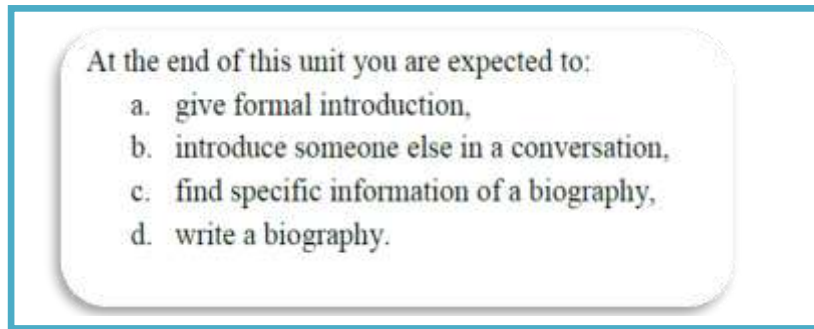 At the end of this unit you are expected to:
a. give formal introduction,
b. introduce someone else in a conversation,
c. find specific information of a biography,
d. write a biography.